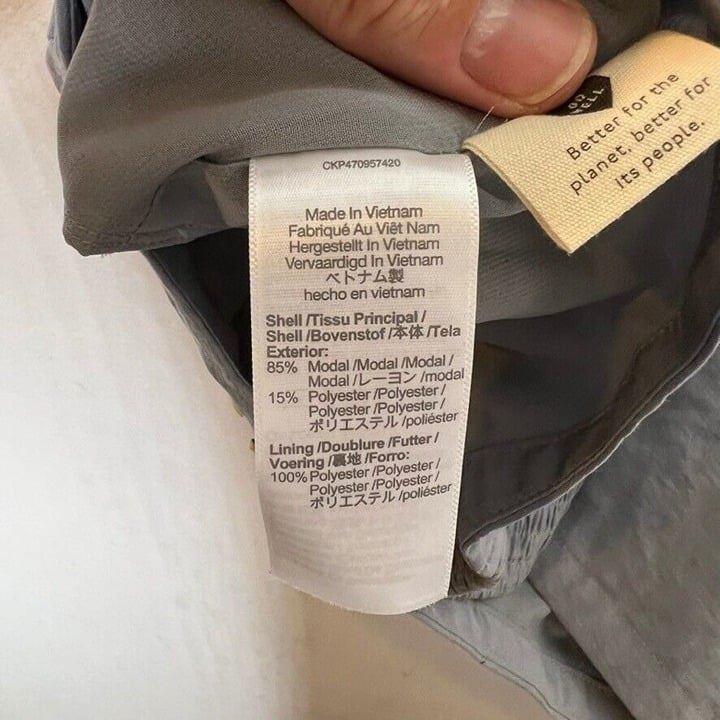 CKP470957420
Made In Vietnam
Fabriqué Au Việt Nam
Hergestellt In Vietnam
Vervaardigd In Vietnam
ベトナム製
hecho en vietnam
Shell /Tissu Principal /
Shell /Bovenstof /本体 /Tela
Exterior:
85% Modal /Modal /Modal /
Modal /レーヨン /modal
15% Polyester /Polyester /
Polyester /Polyester /
ポリエステル /poliéster
Lining /Doublure /Futter /
Voering /裏地 /Forro:
100% Polyester /Polyester /
Polyester /Polyester /
ポリエステル /poliéster
Better for the
planet, better for
its people.